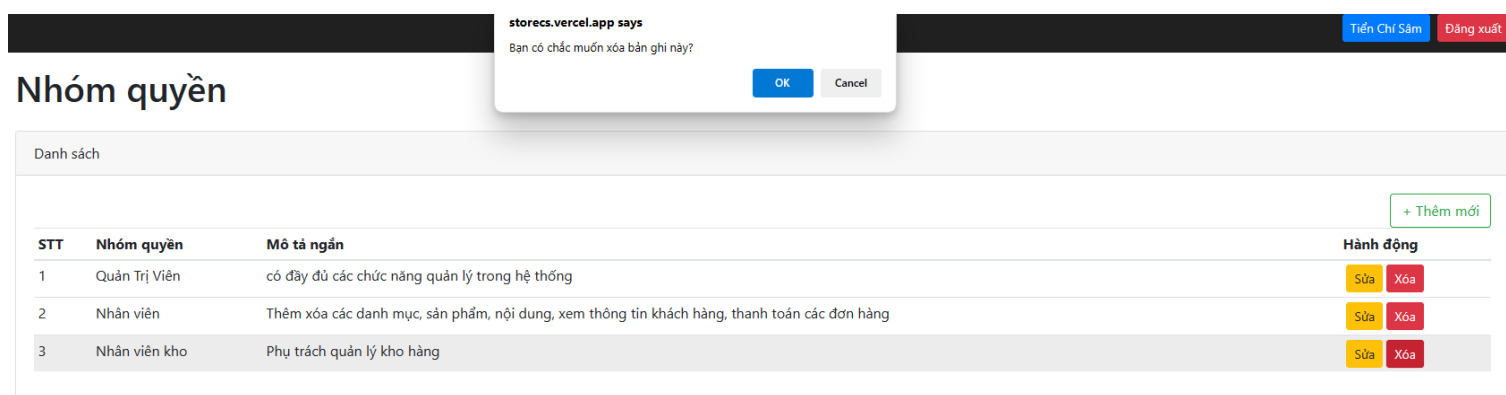 storecs.vercel.app says
Bạn có chắc muốn xóa bản ghi này?
OK Cancel
Tiến Chí Sâm Đăng xuất
Nhóm quyền
Danh sách
+ Thêm mới
STT Nhóm quyền Mô tả ngắn Hành động
1 Quản Trị Viên có đầy đủ các chức năng quản lý trong hệ thống Sửa Xóa
2 Nhân viên Thêm xóa các danh mục, sản phẩm, nội dung, xem thông tin khách hàng, thanh toán các đơn hàng Sửa Xóa
3 Nhân viên kho Phụ trách quản lý kho hàng Sửa Xóa